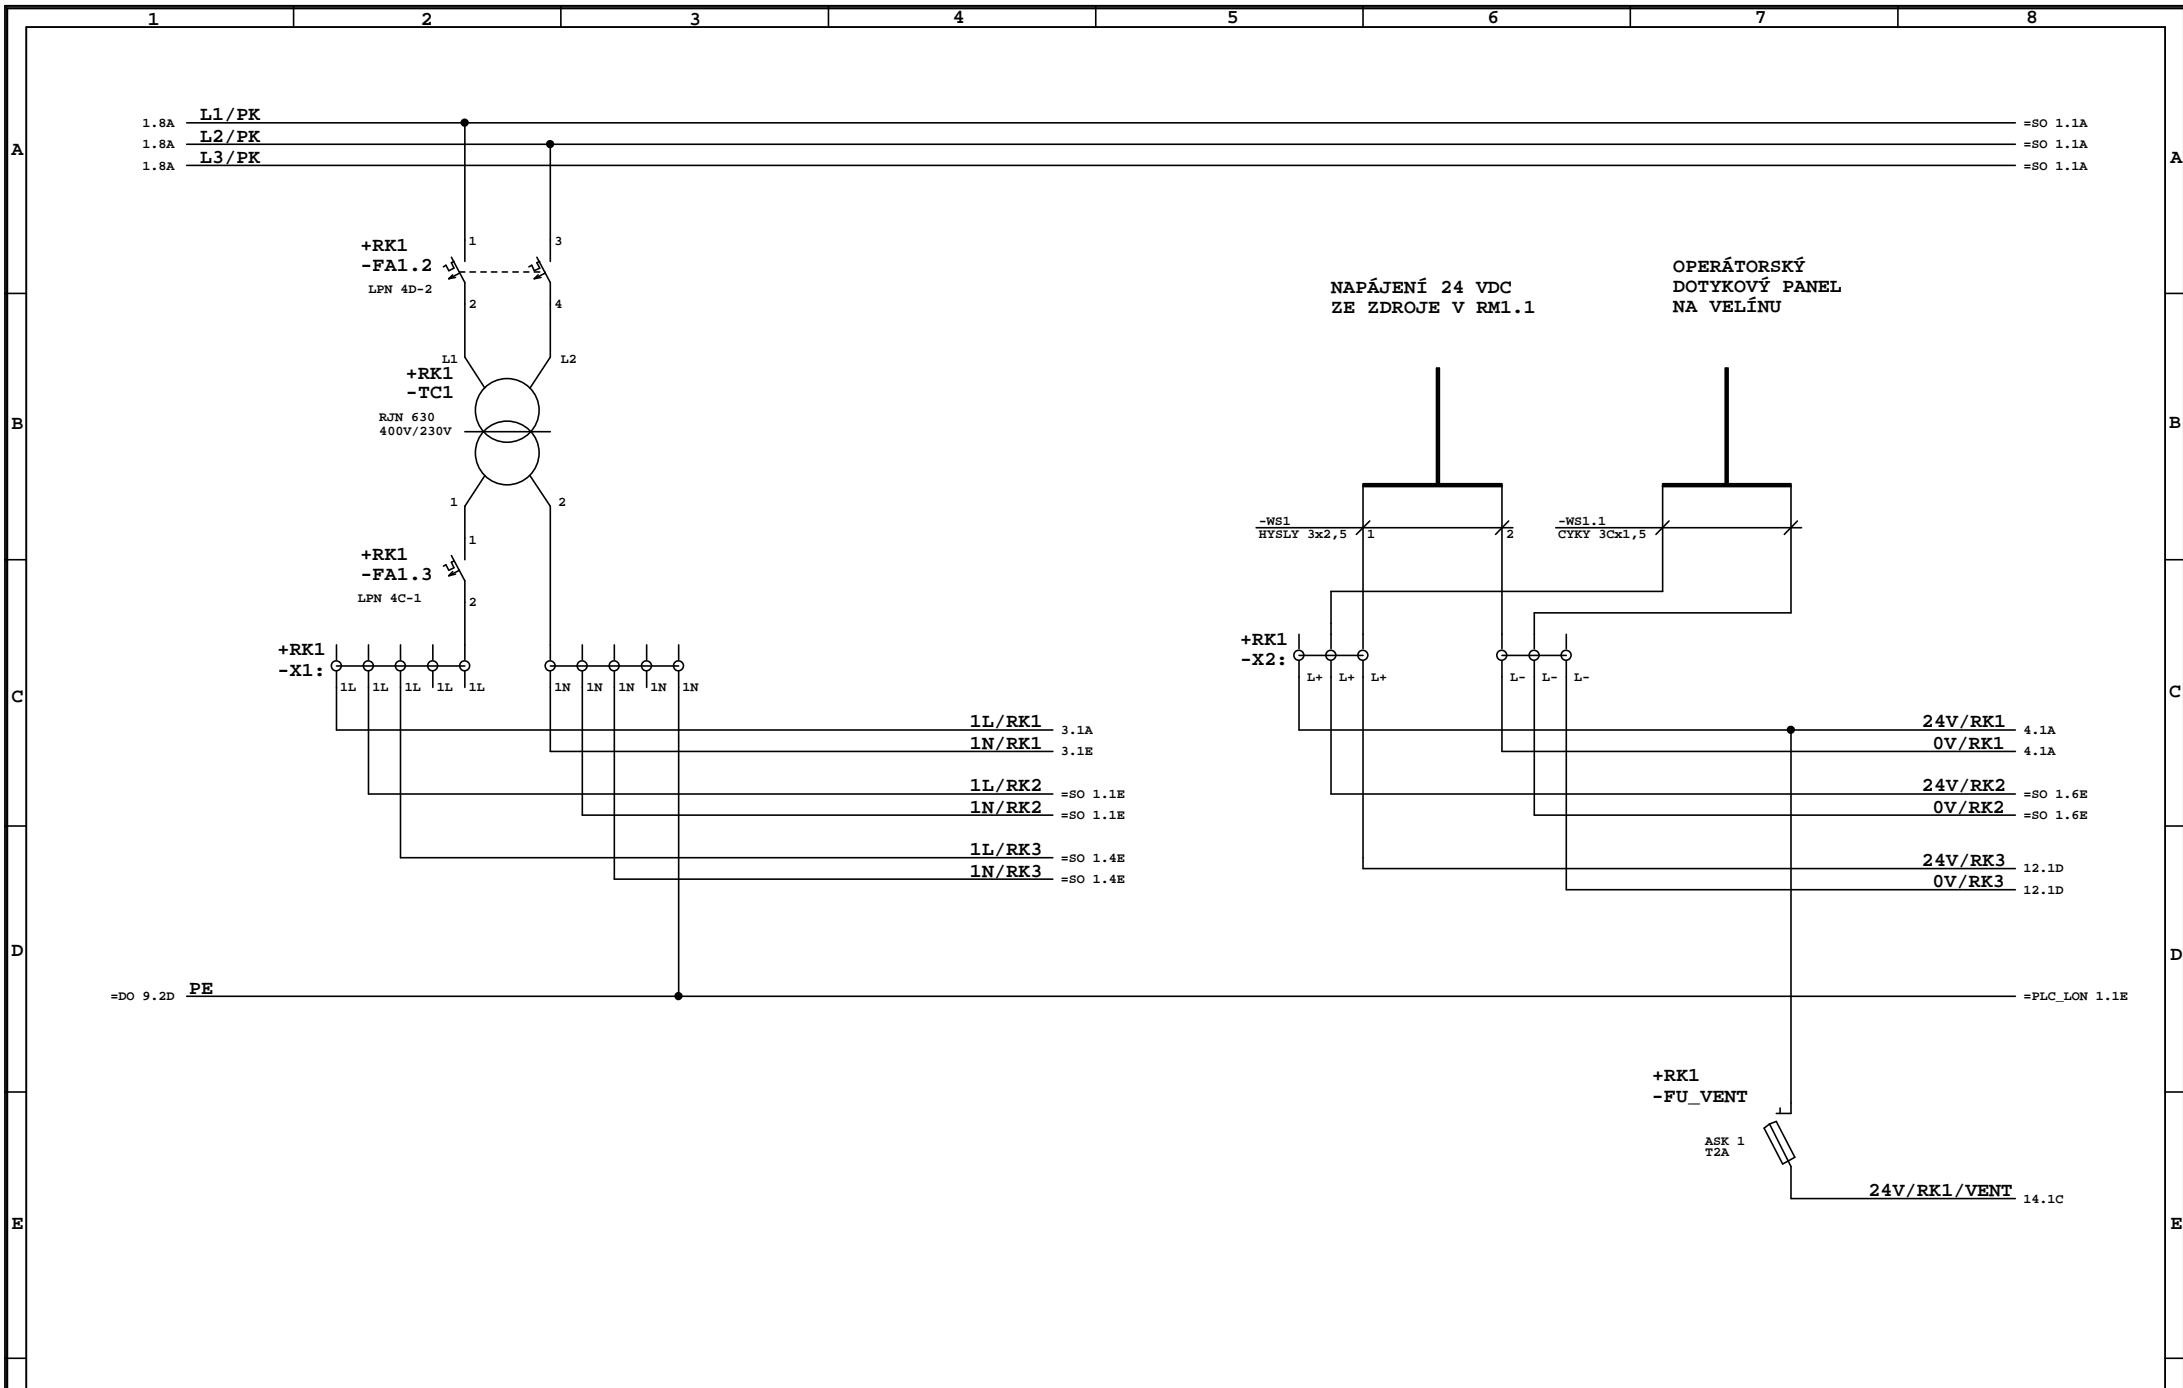 1 2 3 4 5 6 7 8
1.8A L1/PK =SO 1.1A
1.8A L2/PK =SO 1.1A
1.8A L3/PK =SO 1.1A
A A
+RK1 1 3
-FA1.2
LPN 4D-2
2 4
NAPÁJENÍ 24 VDC
ZE ZDROJE V RM1.1
OPERÁTORSKÝ
DOTYKOVÝ PANEL
NA VELÍNU
L1 L2
+RK1
-TC1
RJN 630
400V/230V
B B
1 2
-WS1
HYSLY 3x2,5 1 2
-WS1.1
CYKY 3Cx1,5
1
+RK1
-FA1.3
LPN 4C-1 2
+RK1
-X1:
1L 1L 1L 1L 1L 1N 1N 1N 1N 1N
+RK1
-X2:
L+ L+ L+ L- L- L-
C C
1L/RK1 3.1A
1N/RK1 3.1E
1L/RK2 =SO 1.1E
1N/RK2 =SO 1.1E
1L/RK3 =SO 1.4E
1N/RK3 =SO 1.4E
24V/RK1 4.1A
0V/RK1 4.1A
24V/RK2 =SO 1.6E
0V/RK2 =SO 1.6E
24V/RK3 12.1D
0V/RK3 12.1D
D D
=DO 9.2D PE =PLC_LON 1.1E
+RK1
-FU_VENT
ASK 1
T2A
24V/RK1/VENT 14.1C
E E